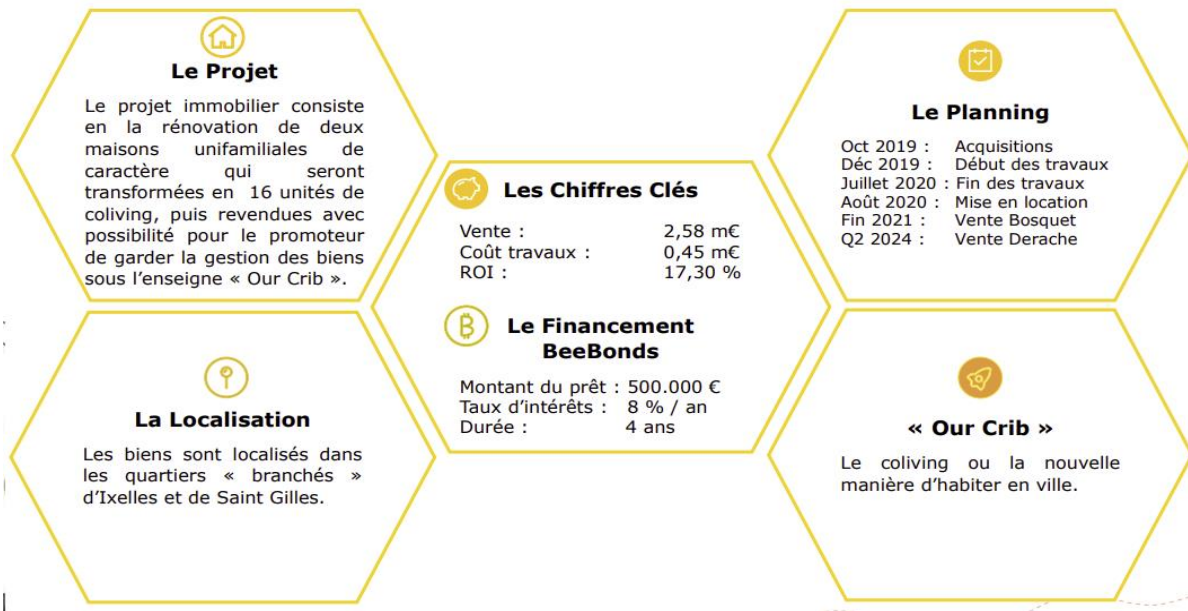 Le Projet
Le projet immobilier consiste
en la rénovation de deux
maisons unifamiliales de
caractère qui seront
transformées en 16 unités de
coliving, puis revendues avec
possibilité pour le promoteur
de garder la gestion des biens
sous l’enseigne « Our Crib ».
La Localisation
Les biens sont localisés dans
les quartiers « branchés »
d’Ixelles et de Saint Gilles.
Les Chiffres Clés
Vente : 2,58 m€
Coût travaux : 0,45 m€
ROI : 17,30 %
Le Financement
BeeBonds
Montant du prêt : 500.000 €
Taux d’intérêts : 8 % / an
Durée : 4 ans
Le Planning
Oct 2019 : Acquisitions
Déc 2019 : Début des travaux
Juillet 2020 : Fin des travaux
Août 2020 : Mise en location
Fin 2021 : Vente Bosquet
Q2 2024 : Vente Derache
« Our Crib »
Le coliving ou la nouvelle
manière d’habiter en ville.